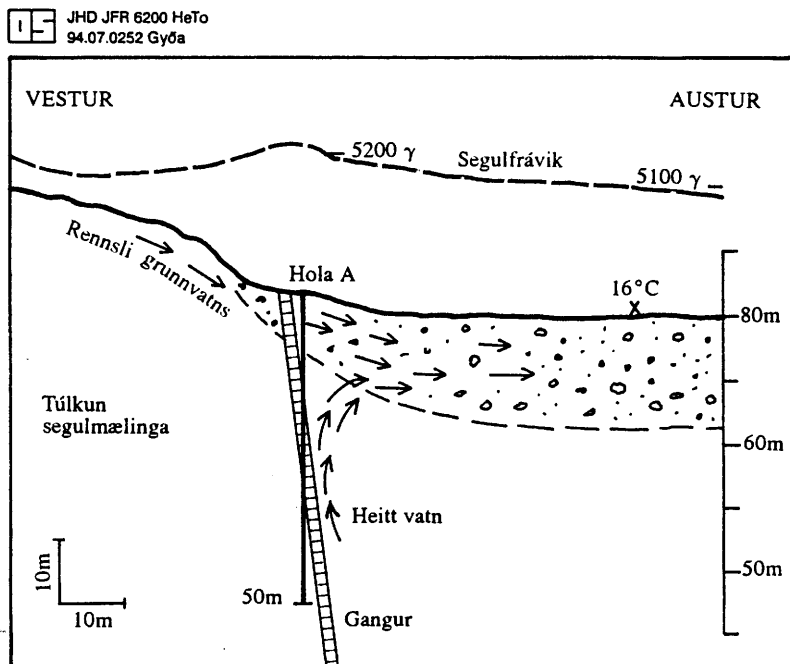 OS JHD JFR 6200 HeTo
94.07.0252 Gyða
VESTUR
AUSTUR
5200 γ
Segulfrávik
5100 γ
Rennsli grunnvatns
Hola A
16°C
80m
Túlkun
segulmælinga
60m
Heitt vatn
50m
10m
50m
10m
Gangur